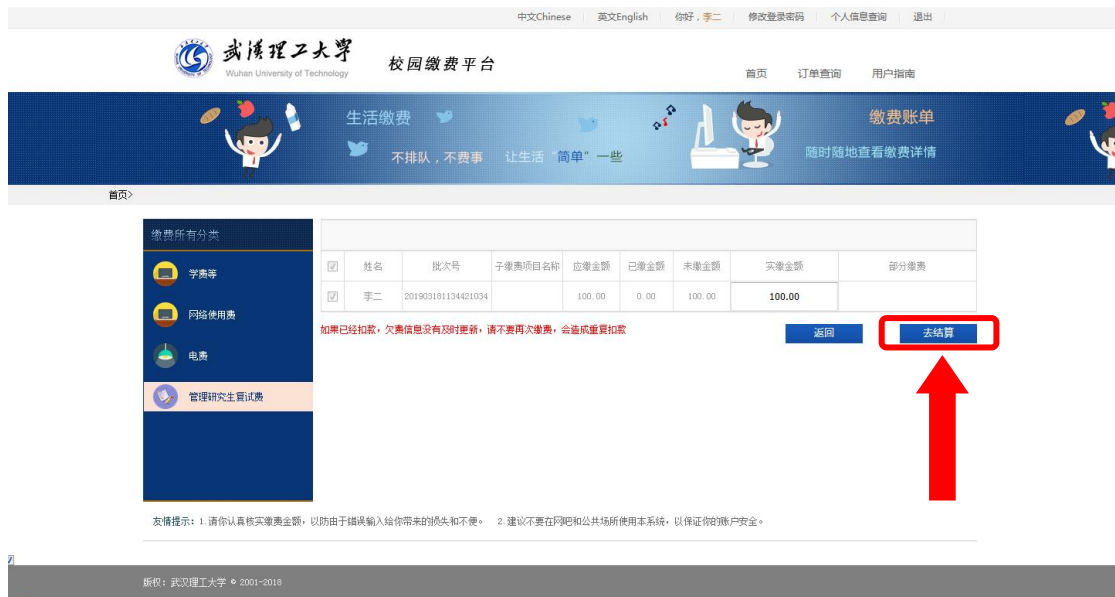 中文Chinese 英文English 你好，李二 修改登录密码 个人信息查询 退出
武漢理工大学
Wuhan University of Technology
校园缴费平台
首页 订单查询 用户指南
生活缴费
不排队，不费事 让生活“简单”一些
缴费账单
随时随地查看缴费详情
首页>
缴费所有分类
学费等
网络使用费
电费
管理研究生复试费
姓名 批次号 子缴费项目名称 应缴金额 已缴金额 未缴金额 实缴金额 部分缴费
李二 201903181134421034 100.00 0.00 100.00 100.00
如果已经扣款，欠费信息没有及时更新，请不要再次缴费，会造成重复扣款
返回 去结算
友情提示：1.请你认真核实缴费金额，以防由于错误输入给你带来的损失和不便。 2.建议不要在网吧和公共场所使用本系统，以保证你的账户安全。
版权：武汉理工大学 © 2001-2018